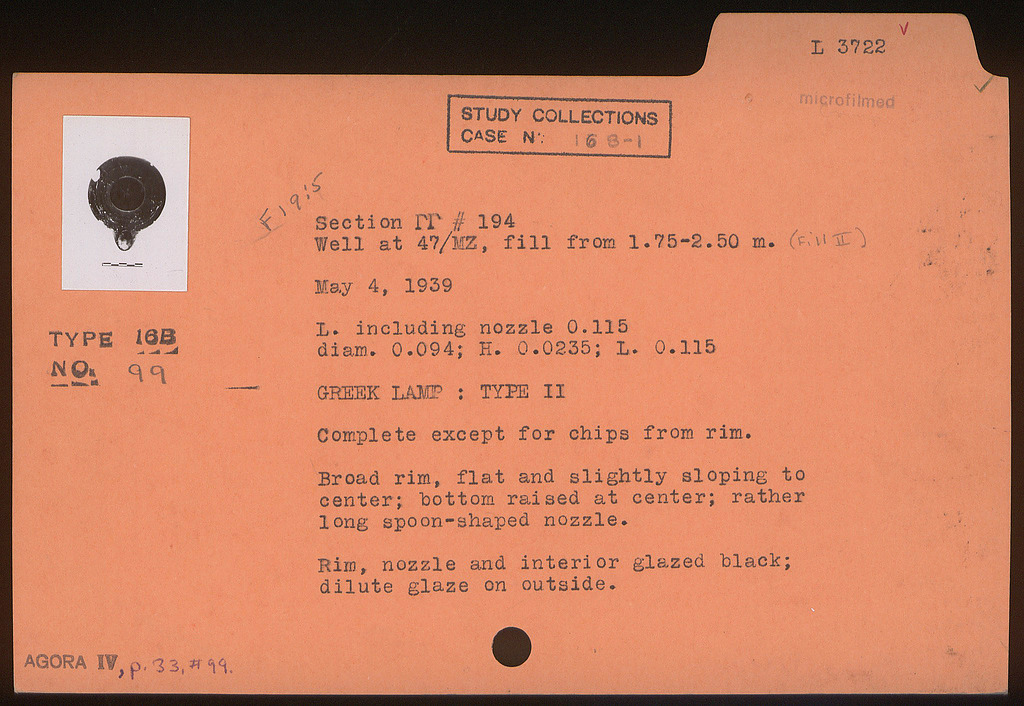 L 3722
microfilmed
STUDY COLLECTIONS
CASE Nº: 16 B-1
F 19:5
Section ΓΓ # 194
Well at 47/ΜΖ, fill from 1.75-2.50 m. (Fill II)
May 4, 1939
L. including nozzle 0.115
diam. 0.094; H. 0.0235; L. 0.115
TYPE 16B
NO. 99
GREEK LAMP : TYPE II
Complete except for chips from rim.
Broad rim, flat and slightly sloping to
center; bottom raised at center; rather
long spoon-shaped nozzle.
Rim, nozzle and interior glazed black;
dilute glaze on outside.
AGORA IV, p. 33, #99.